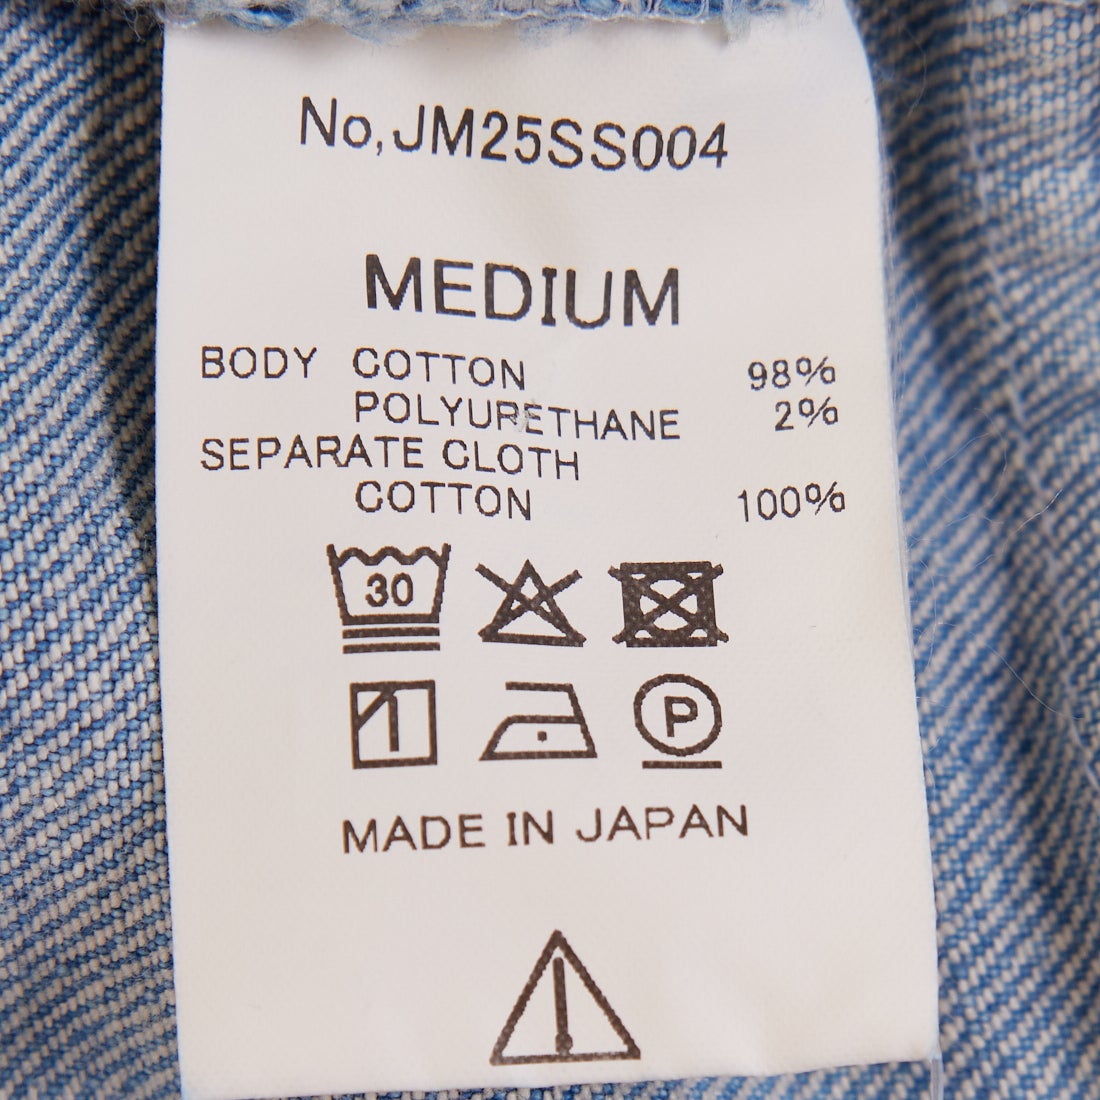 No,JM25SS004
MEDIUM
BODY COTTON 98%
POLYURETHANE 2%
SEPARATE CLOTH
COTTON 100%
30
P
MADE IN JAPAN